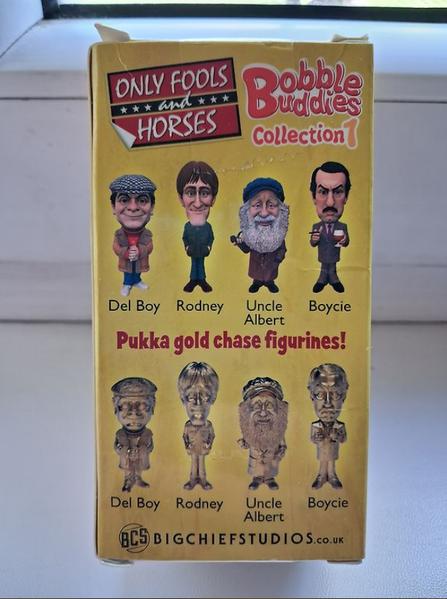 ONLY FOOLS
and
HORSES
Bobble
Buddies
Collection 1
Del Boy Rodney Uncle Albert Boycie
Pukka gold chase figurines!
Del Boy Rodney Uncle Albert Boycie
BCS BIGCHIEFSTUDIOS.CO.UK